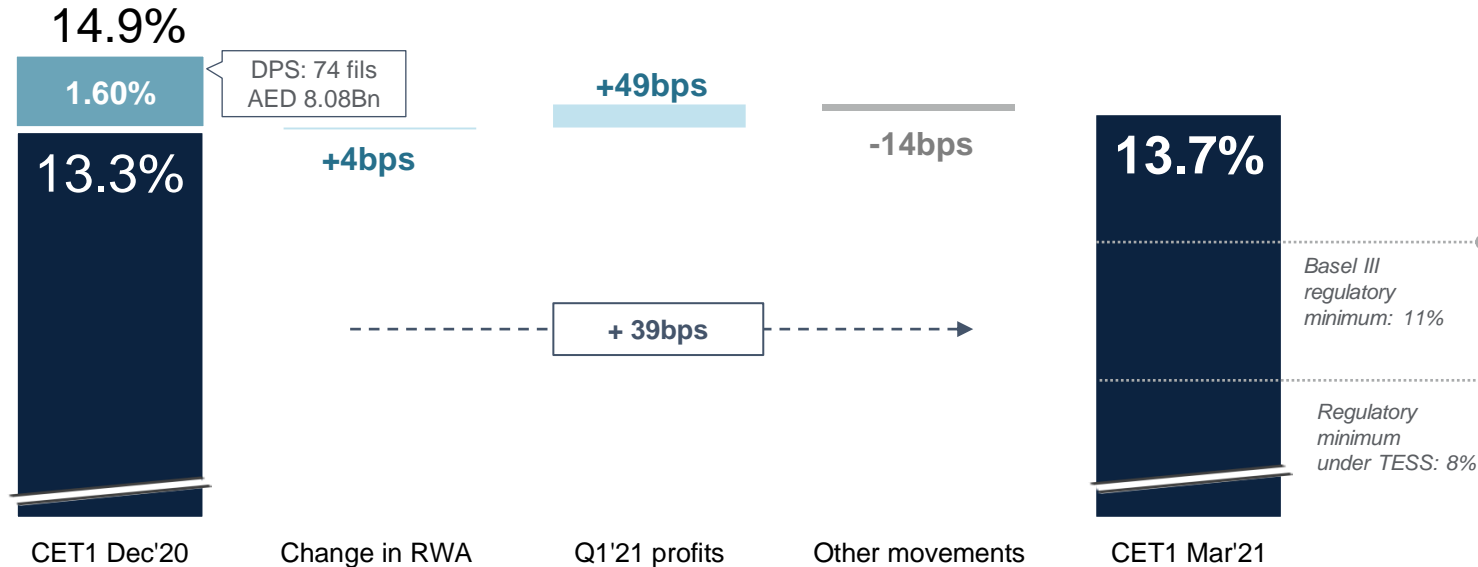 14.9%
1.60%
DPS: 74 fils
AED 8.08Bn
13.3%
+4bps
+49bps
-14bps
13.7%
+ 39bps
Basel III
regulatory
minimum: 11%
Regulatory
minimum
under TESS: 8%
CET1 Dec'20
Change in RWA
Q1'21 profits
Other movements
CET1 Mar'21